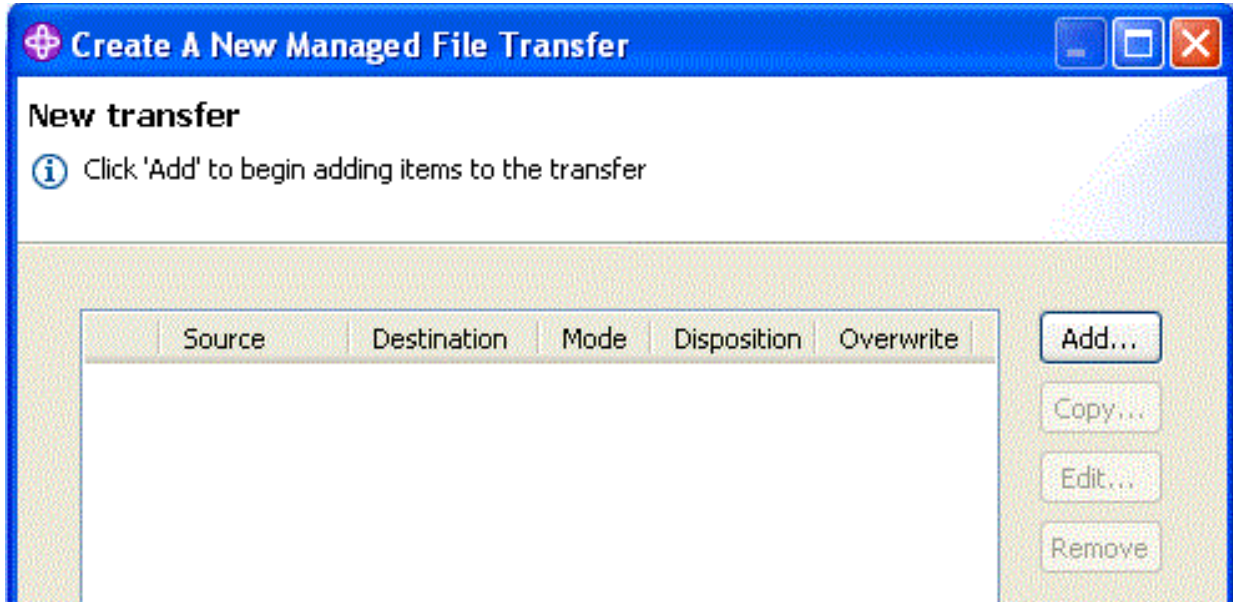 Create A New Managed File Transfer
New transfer
Click 'Add' to begin adding items to the transfer
Source Destination Mode Disposition Overwrite
Add...
Copy...
Edit...
Remove